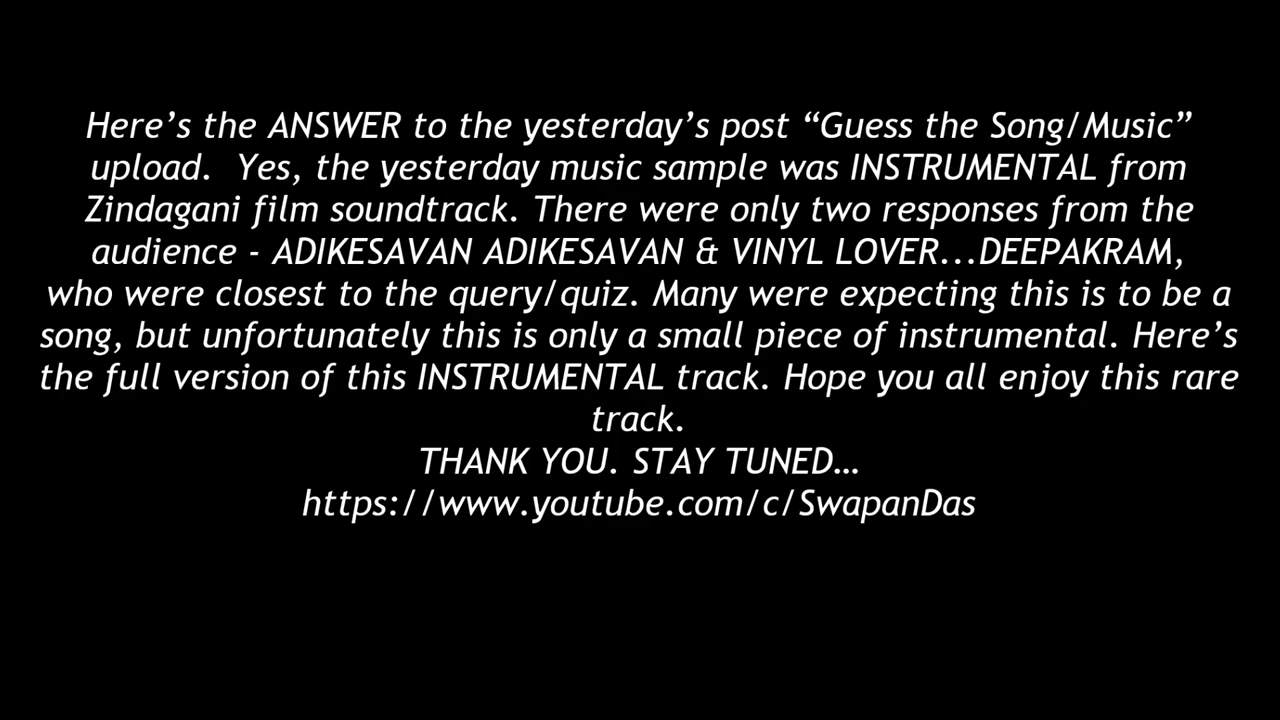 Here’s the ANSWER to the yesterday’s post “Guess the Song/Music”
upload.  Yes, the yesterday music sample was INSTRUMENTAL from
Zindagani film soundtrack. There were only two responses from the
audience - ADIKESAVAN ADIKESAVAN & VINYL LOVER...DEEPAKRAM,
who were closest to the query/quiz. Many were expecting this is to be a
song, but unfortunately this is only a small piece of instrumental. Here’s
the full version of this INSTRUMENTAL track. Hope you all enjoy this rare
track.
THANK YOU. STAY TUNED…
https://www.youtube.com/c/SwapanDas